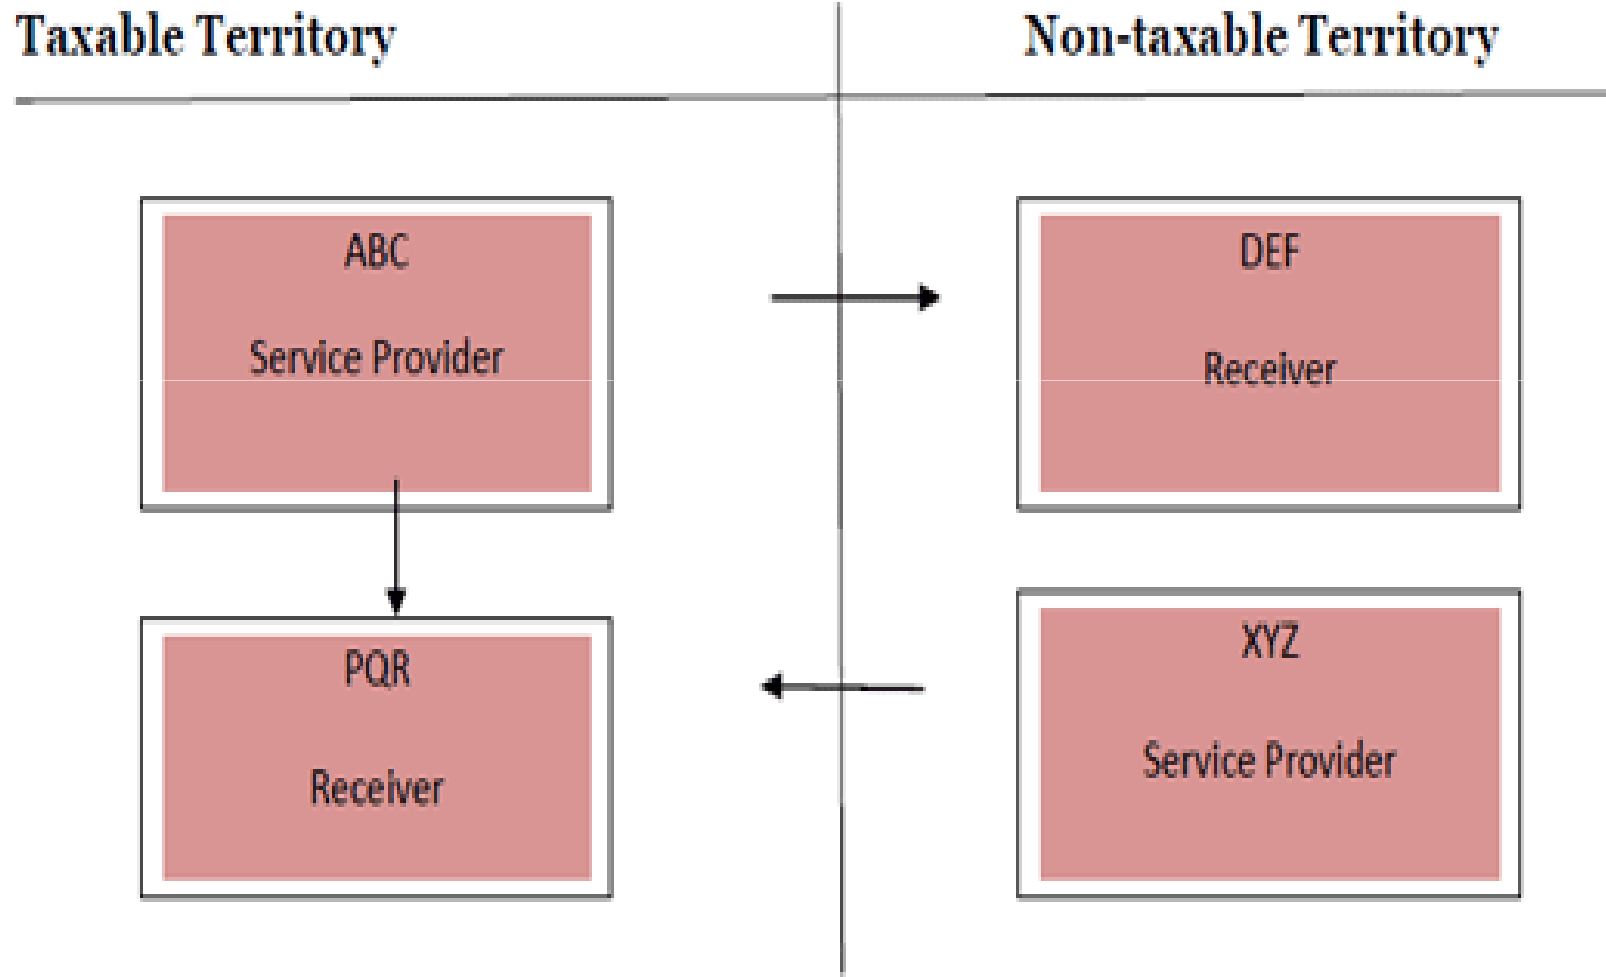 Taxable Territory
Non-taxable Territory
ABC
Service Provider
DEF
Receiver
PQR
Receiver
XYZ
Service Provider